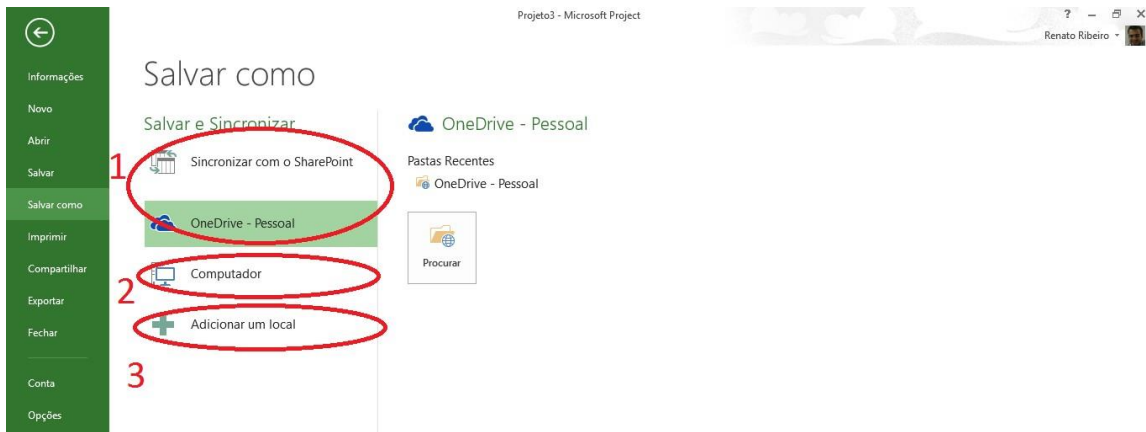 Projeto3 - Microsoft Project
?
Renato Ribeiro
Informações
Novo
Abrir
Salvar
Salvar como
Imprimir
Compartilhar
Exportar
Fechar
Conta
Opções
Salvar como
Salvar e Sincronizar
1
Sincronizar com o SharePoint
OneDrive - Pessoal
2
Computador
3
Adicionar um local
OneDrive - Pessoal
Pastas Recentes
OneDrive - Pessoal
Procurar